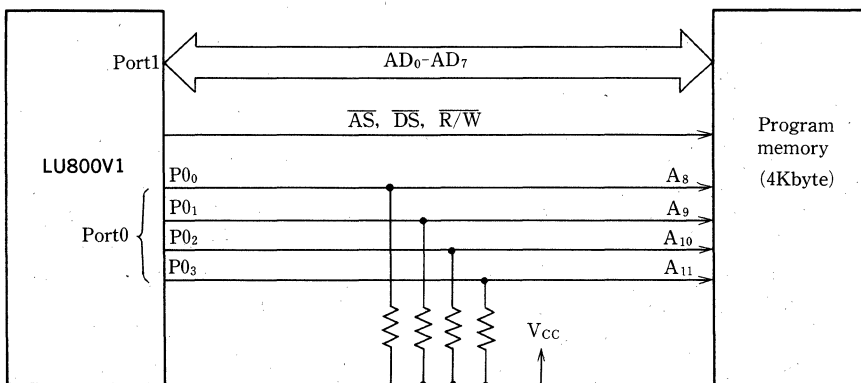 Port1
AD₀-AD₇
AS, DS, R/W
Program
memory
(4Kbyte)
LU800V1
P0₀
A₈
P0₁
A₉
Port0
P0₂
A₁₀
P0₃
A₁₁
Vcc